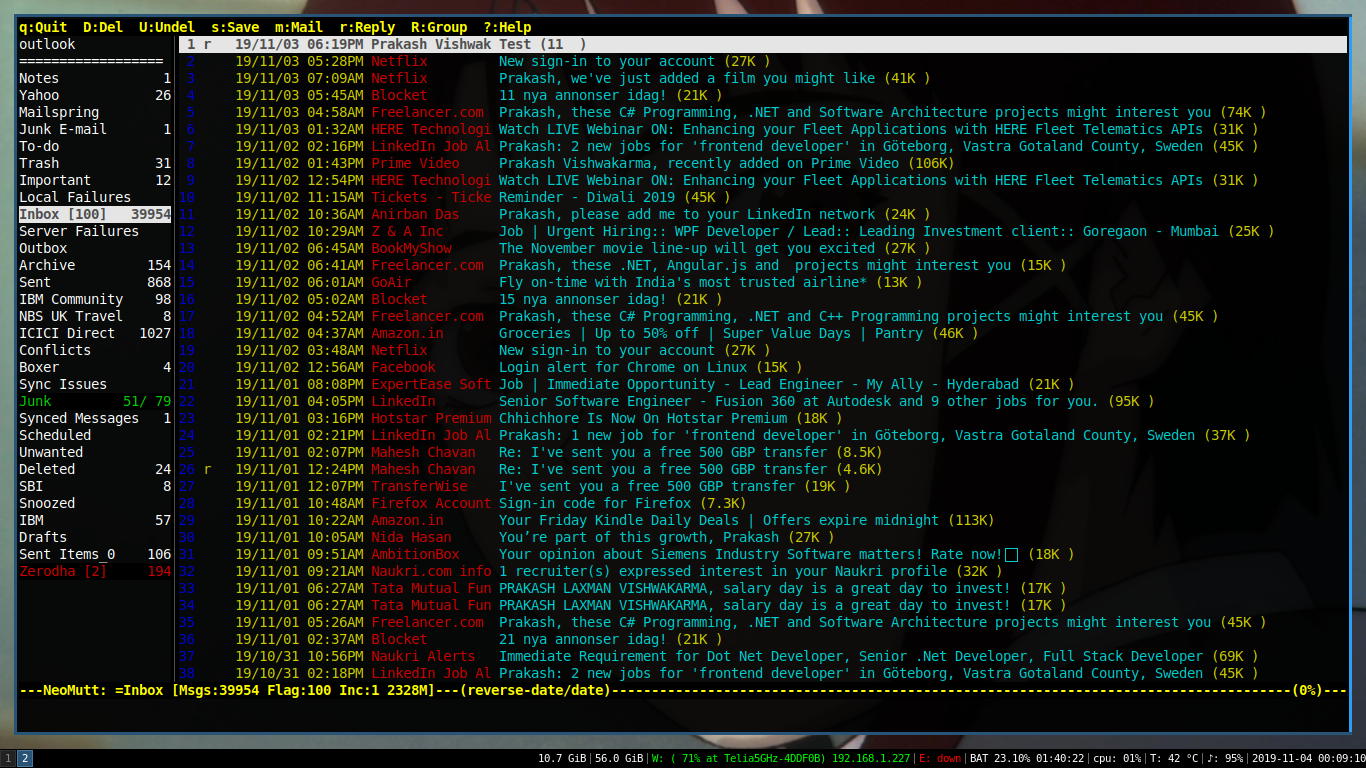 q:Quit  D:Del  U:Undel  s:Save  m:Mail  r:Reply  R:Group  ?:Help
outlook 1 r 19/11/03 06:19PM Prakash Vishwak Test (11 )
================== 2 19/11/03 05:28PM Netflix New sign-in to your account (27K )
Notes 1 3 19/11/03 07:09AM Netflix Prakash, we've just added a film you might like (41K )
Yahoo 26 4 19/11/03 05:45AM Blocket 11 nya annonser idag! (21K )
Mailspring 5 19/11/03 04:58AM Freelancer.com Prakash, these C# Programming, .NET and Software Architecture projects might interest you (74K )
Junk E-mail 1 6 19/11/03 01:32AM HERE Technologi Watch LIVE Webinar ON: Enhancing your Fleet Applications with HERE Fleet Telematics APIs (31K )
To-do 7 19/11/02 02:16PM LinkedIn Job Al Prakash: 2 new jobs for 'frontend developer' in Göteborg, Vastra Gotaland County, Sweden (45K )
Trash 31 8 19/11/02 01:43PM Prime Video Prakash Vishwakarma, recently added on Prime Video (106K)
Important 12 9 19/11/02 12:54PM HERE Technologi Watch LIVE Webinar ON: Enhancing your Fleet Applications with HERE Fleet Telematics APIs (31K )
Local Failures 10 19/11/02 11:15AM Tickets - Ticke Reminder - Diwali 2019 (45K )
Inbox [100] 39954 11 19/11/02 10:36AM Anirban Das Prakash, please add me to your LinkedIn network (24K )
Server Failures 12 19/11/02 10:29AM Z & A Inc Job | Urgent Hiring:: WPF Developer / Lead:: Leading Investment client:: Goregaon - Mumbai (25K )
Outbox 13 19/11/02 06:45AM BookMyShow The November movie line-up will get you excited (27K )
Archive 154 14 19/11/02 06:41AM Freelancer.com Prakash, these .NET, Angular.js and  projects might interest you (15K )
Sent 868 15 19/11/02 06:01AM GoAir Fly on-time with India's most trusted airline* (13K )
IBM Community 98 16 19/11/02 05:02AM Blocket 15 nya annonser idag! (21K )
NBS UK Travel 8 17 19/11/02 04:52AM Freelancer.com Prakash, these C# Programming, .NET and C++ Programming projects might interest you (45K )
ICICI Direct 1027 18 19/11/02 04:37AM Amazon.in Groceries | Up to 50% off | Super Value Days | Pantry (46K )
Conflicts 19 19/11/02 03:48AM Netflix New sign-in to your account (27K )
Boxer 4 20 19/11/02 12:56AM Facebook Login alert for Chrome on Linux (15K )
Sync Issues 21 19/11/01 08:08PM ExpertEase Soft Job | Immediate Opportunity - Lead Engineer - My Ally - Hyderabad (21K )
Junk 51/ 79 22 19/11/01 04:05PM LinkedIn Senior Software Engineer - Fusion 360 at Autodesk and 9 other jobs for you. (95K )
Synced Messages 1 23 19/11/01 03:16PM Hotstar Premium Chhichhore Is Now On Hotstar Premium (18K )
Scheduled 24 19/11/01 02:21PM LinkedIn Job Al Prakash: 1 new job for 'frontend developer' in Göteborg, Vastra Gotaland County, Sweden (37K )
Unwanted 25 19/11/01 02:07PM Mahesh Chavan Re: I've sent you a free 500 GBP transfer (8.5K)
Deleted 24 26 r 19/11/01 12:24PM Mahesh Chavan Re: I've sent you a free 500 GBP transfer (4.6K)
SBI 8 27 19/11/01 12:07PM TransferWise I've sent you a free 500 GBP transfer (19K )
Snoozed 28 19/11/01 10:48AM Firefox Account Sign-in code for Firefox (7.3K)
IBM 57 29 19/11/01 10:22AM Amazon.in Your Friday Kindle Daily Deals | Offers expire midnight (113K)
Drafts 30 19/11/01 10:05AM Nida Hasan You’re part of this growth, Prakash (27K )
Sent Items_0 106 31 19/11/01 09:51AM AmbitionBox Your opinion about Siemens Industry Software matters! Rate now! (18K )
Zerodha [2] 194 32 19/11/01 09:21AM Naukri.com info 1 recruiter(s) expressed interest in your Naukri profile (32K )
33 19/11/01 06:27AM Tata Mutual Fun PRAKASH LAXMAN VISHWAKARMA, salary day is a great day to invest! (17K )
34 19/11/01 06:27AM Tata Mutual Fun PRAKASH LAXMAN VISHWAKARMA, salary day is a great day to invest! (17K )
35 19/11/01 05:26AM Freelancer.com Prakash, these C# Programming, .NET and Software Architecture projects might interest you (45K )
36 19/11/01 02:37AM Blocket 21 nya annonser idag! (21K )
37 19/10/31 10:56PM Naukri Alerts Immediate Requirement for Dot Net Developer, Senior .Net Developer, Full Stack Developer (69K )
38 19/10/31 02:18PM LinkedIn Job Al Prakash: 2 new jobs for 'frontend developer' in Göteborg, Vastra Gotaland County, Sweden (45K )
---NeoMutt: =Inbox [Msgs:39954 Flag:100 Inc:1 2328M]---(reverse-date/date)-------------------------------------------------------------------------------------(0%)---
1 2 10.7 GiB|56.0 GiB|W: ( 71% at Telia5GHz-4DDF0B) 192.168.1.227|E: down|BAT 23.10% 01:40:22|cpu: 01%|T: 42 °C|♪: 95%|2019-11-04 00:09:16